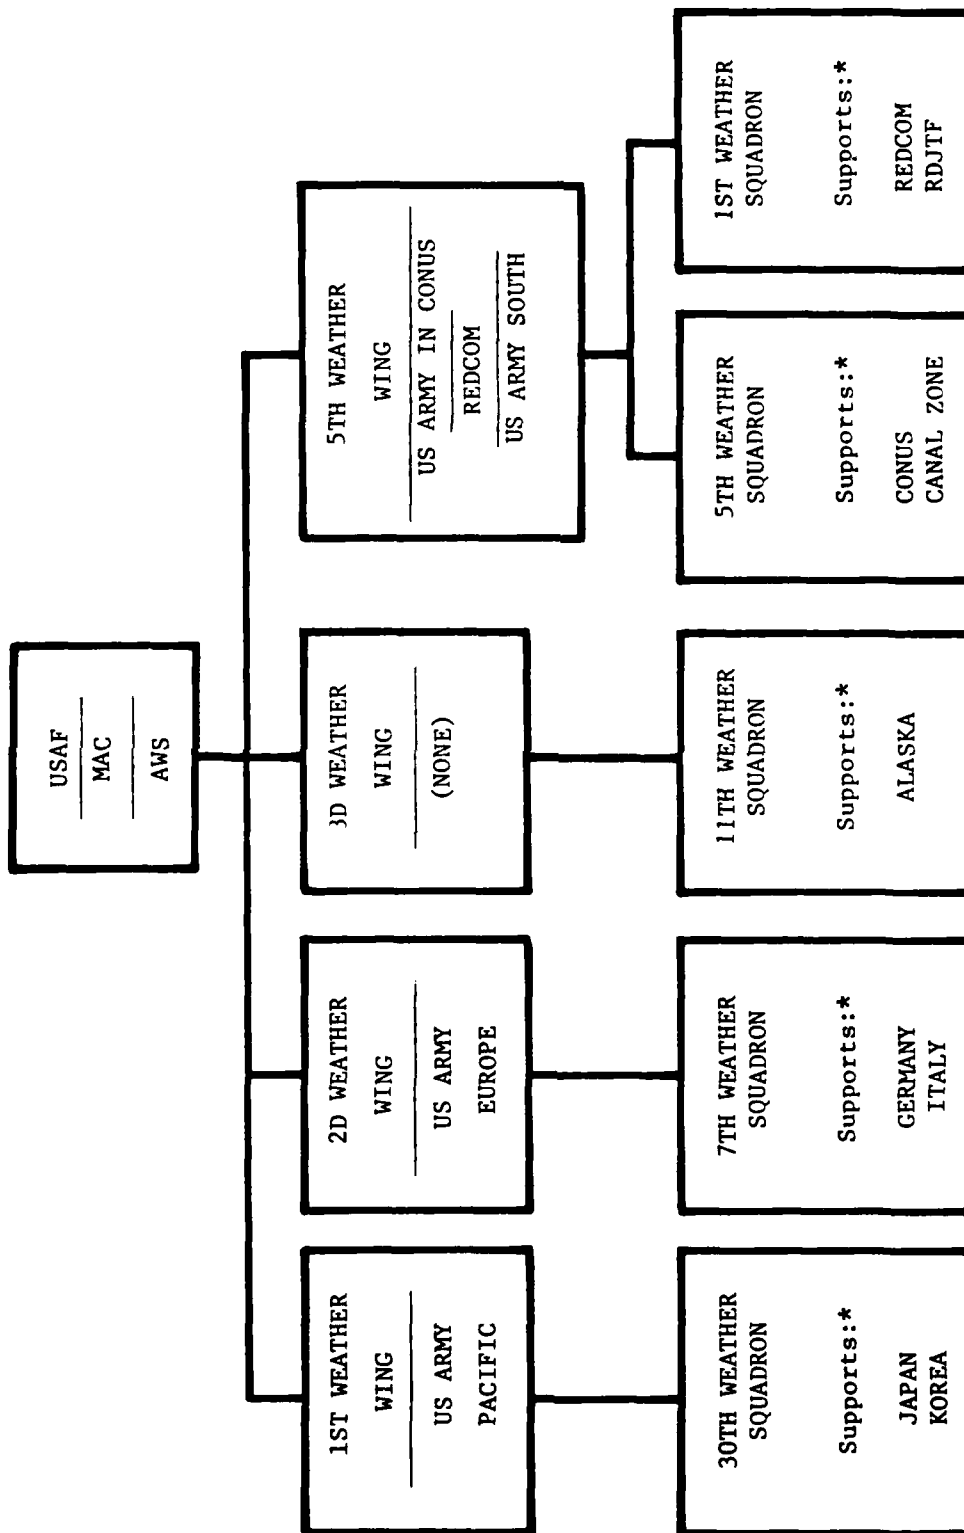 USAF
MAC
AWS
1ST WEATHER
WING
US ARMY
PACIFIC
2D WEATHER
WING
US ARMY
EUROPE
3D WEATHER
WING
(NONE)
5TH WEATHER
WING
US ARMY IN CONUS
REDCOM
US ARMY SOUTH
30TH WEATHER
SQUADRON
Supports:*
JAPAN
KOREA
7TH WEATHER
SQUADRON
Supports:*
GERMANY
ITALY
11TH WEATHER
SQUADRON
Supports:*
ALASKA
5TH WEATHER
SQUADRON
Supports:*
CONUS
CANAL ZONE
1ST WEATHER
SQUADRON
Supports:*
REDCOM
RDJTF